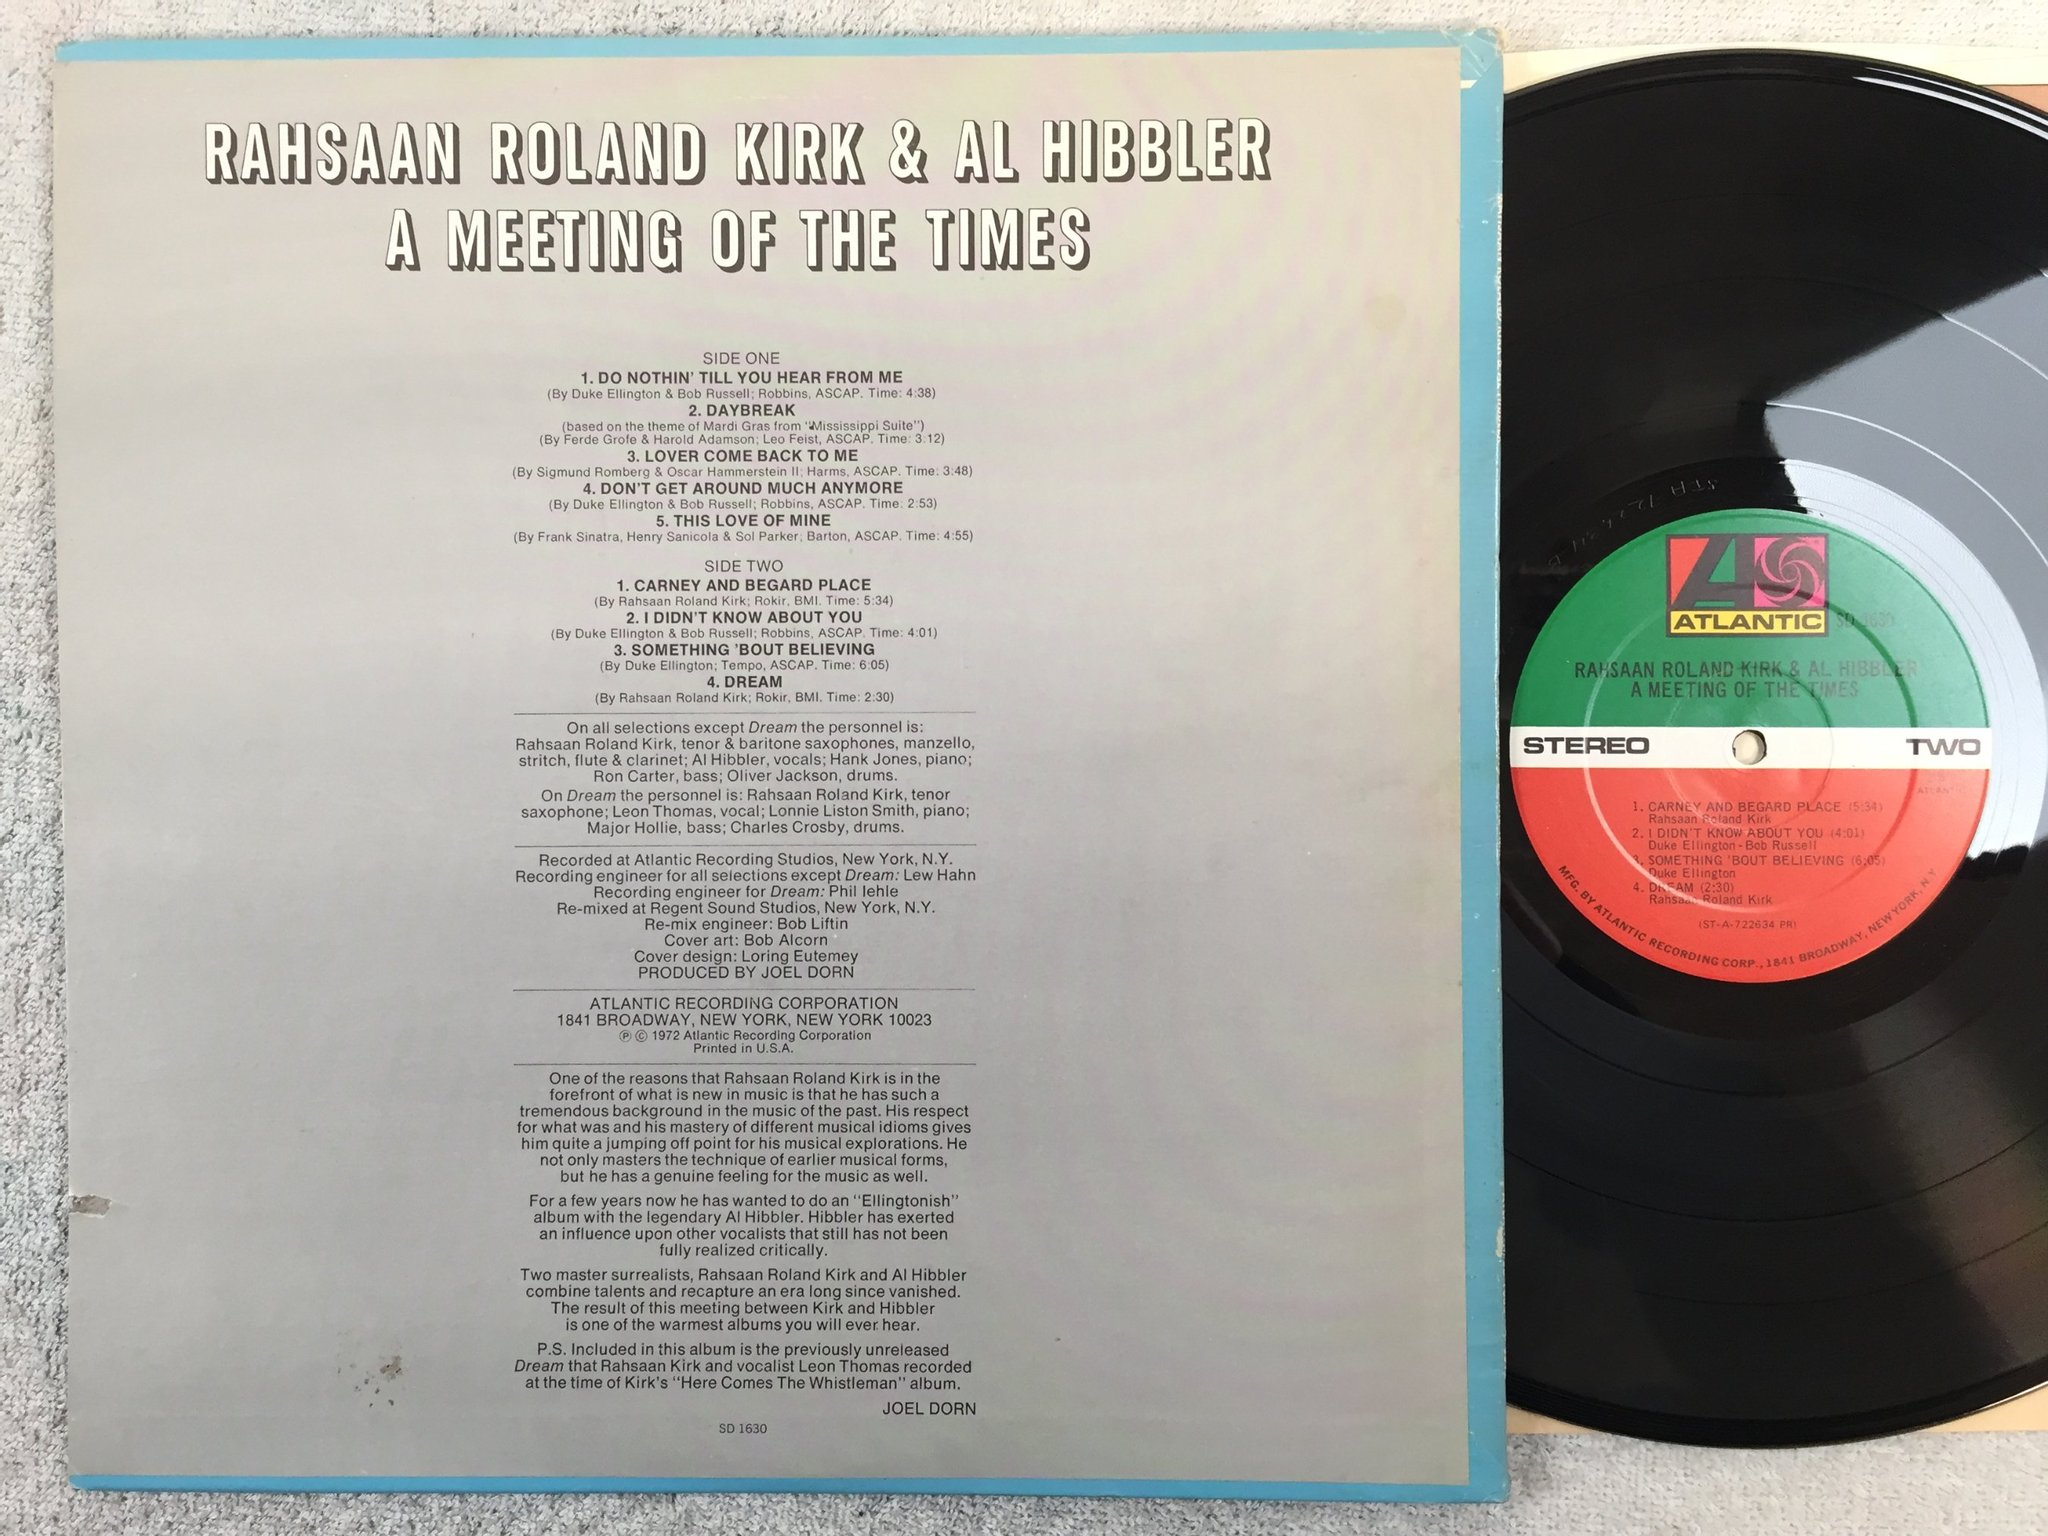 RAHSAAN ROLAND KIRK & AL HIBBLER
A MEETING OF THE TIMES
SIDE ONE
1. DO NOTHIN' TILL YOU HEAR FROM ME
(By Duke Ellington & Bob Russell; Robbins, ASCAP. Time: 4:38)
2. DAYBREAK
(based on the theme of Mardi Gras from "Mississippi Suite")
(By Ferde Grofe & Harold Adamson; Leo Feist, ASCAP. Time: 3:12)
3. LOVER COME BACK TO ME
(By Sigmund Romberg & Oscar Hammerstein II; Harms, ASCAP. Time: 3:48)
4. DON'T GET AROUND MUCH ANYMORE
(By Duke Ellington & Bob Russell; Robbins, ASCAP. Time: 2:53)
5. THIS LOVE OF MINE
(By Frank Sinatra, Henry Sanicola & Sol Parker; Barton, ASCAP. Time: 4:55)
SIDE TWO
1. CARNEY AND BEGARD PLACE
(By Rahsaan Roland Kirk; Rokir, BMI. Time: 5:34)
2. I DIDN'T KNOW ABOUT YOU
(By Duke Ellington & Bob Russell; Robbins, ASCAP. Time: 4:01)
3. SOMETHING 'BOUT BELIEVING
(By Duke Ellington; Tempo, ASCAP. Time: 6:05)
4. DREAM
(By Rahsaan Roland Kirk; Rokir, BMI. Time: 2:30)
On all selections except Dream the personnel is:
Rahsaan Roland Kirk, tenor & baritone saxophones, manzello,
stritch, flute & clarinet; Al Hibbler, vocals; Hank Jones, piano;
Ron Carter, bass; Oliver Jackson, drums.
On Dream the personnel is: Rahsaan Roland Kirk, tenor
saxophone; Leon Thomas, vocal; Lonnie Liston Smith, piano;
Major Hollie, bass; Charles Crosby, drums.
Recorded at Atlantic Recording Studios, New York, N.Y.
Recording engineer for all selections except Dream: Lew Hahn
Recording engineer for Dream: Phil Iehle
Re-mixed at Regent Sound Studios, New York, N.Y.
Re-mix engineer: Bob Liftin
Cover art: Bob Alcorn
Cover design: Loring Eutemey
PRODUCED BY JOEL DORN
ATLANTIC RECORDING CORPORATION
1841 BROADWAY, NEW YORK, NEW YORK 10023
℗ © 1972 Atlantic Recording Corporation
Printed in U.S.A.
One of the reasons that Rahsaan Roland Kirk is in the
forefront of what is new in music is that he has such a
tremendous background in the music of the past. His respect
for what was and his mastery of different musical idioms gives
him quite a jumping off point for his musical explorations. He
not only masters the technique of earlier musical forms,
but he has a genuine feeling for the music as well.
For a few years now he has wanted to do an "Ellingtonish"
album with the legendary Al Hibbler. Hibbler has exerted
an influence upon other vocalists that still has not been
fully realized critically.
Two master surrealists, Rahsaan Roland Kirk and Al Hibbler
combine talents and recapture an era long since vanished.
The result of this meeting between Kirk and Hibbler
is one of the warmest albums you will ever hear.
P.S. Included in this album is the previously unreleased
Dream that Rahsaan Kirk and vocalist Leon Thomas recorded
at the time of Kirk's "Here Comes The Whistleman" album.
JOEL DORN
SD 1630
ATLANTIC
SD 1630
RAHSAAN ROLAND KIRK & AL HIBBLER
A MEETING OF THE TIMES
STEREO TWO
1. CARNEY AND BEGARD PLACE (5:34)
Rahsaan Roland Kirk
2. I DIDN'T KNOW ABOUT YOU (4:01)
Duke Ellington-Bob Russell
3. SOMETHING 'BOUT BELIEVING (6:05)
Duke Ellington
4. DREAM (2:30)
Rahsaan Roland Kirk
(ST-A-722634 PR)
MFG. BY ATLANTIC RECORDING CORP., 1841 BROADWAY, NEW YORK, N.Y.